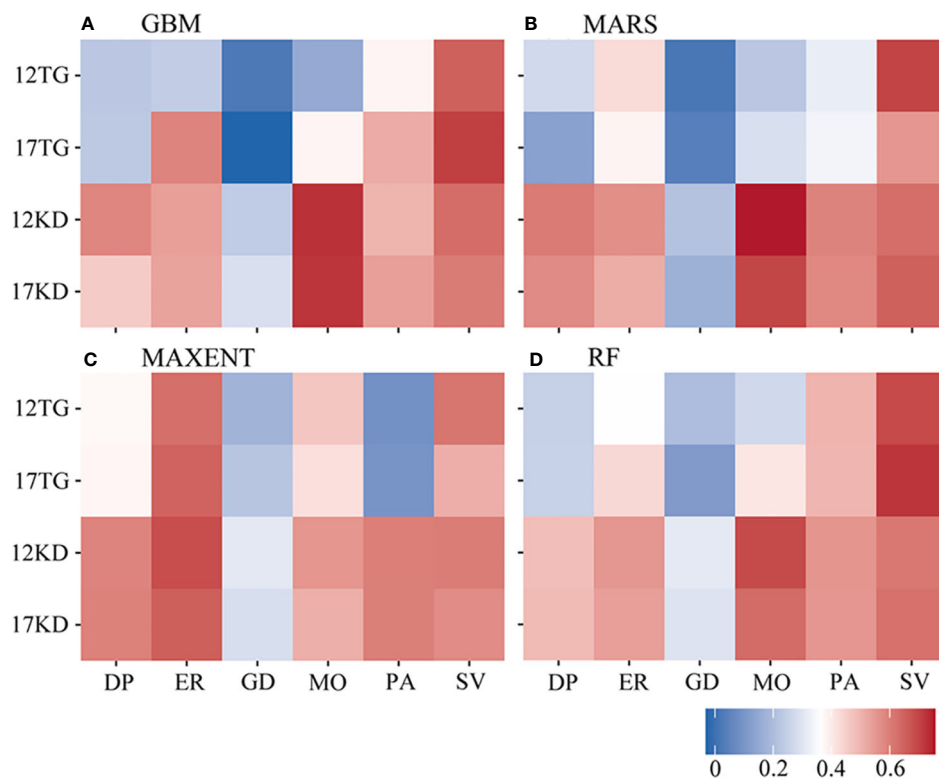 A GBM
B MARS
12TG
17TG
12KD
17KD
C MAXENT
D RF
12TG
17TG
12KD
17KD
DP ER GD MO PA SV
DP ER GD MO PA SV
0 0.2 0.4 0.6